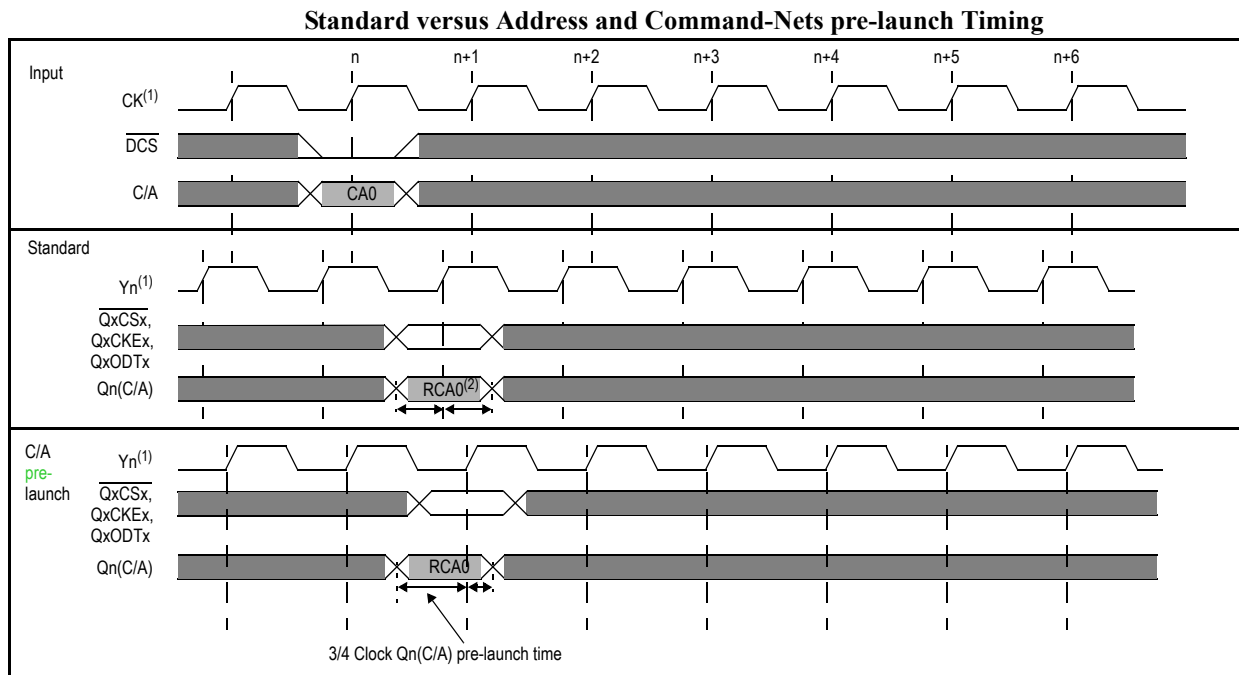 Standard versus Address and Command-Nets pre-launch Timing
n n+1 n+2 n+3 n+4 n+5 n+6
Input
CK(1)
DCS
C/A
CA0
Standard
Yn(1)
QxCSx,
QxCKEx,
QxODTx
Qn(C/A)
RCA0(2)
C/A
pre-
launch
Yn(1)
QxCSx,
QxCKEx,
QxODTx
Qn(C/A)
RCA0
3/4 Clock Qn(C/A) pre-launch time